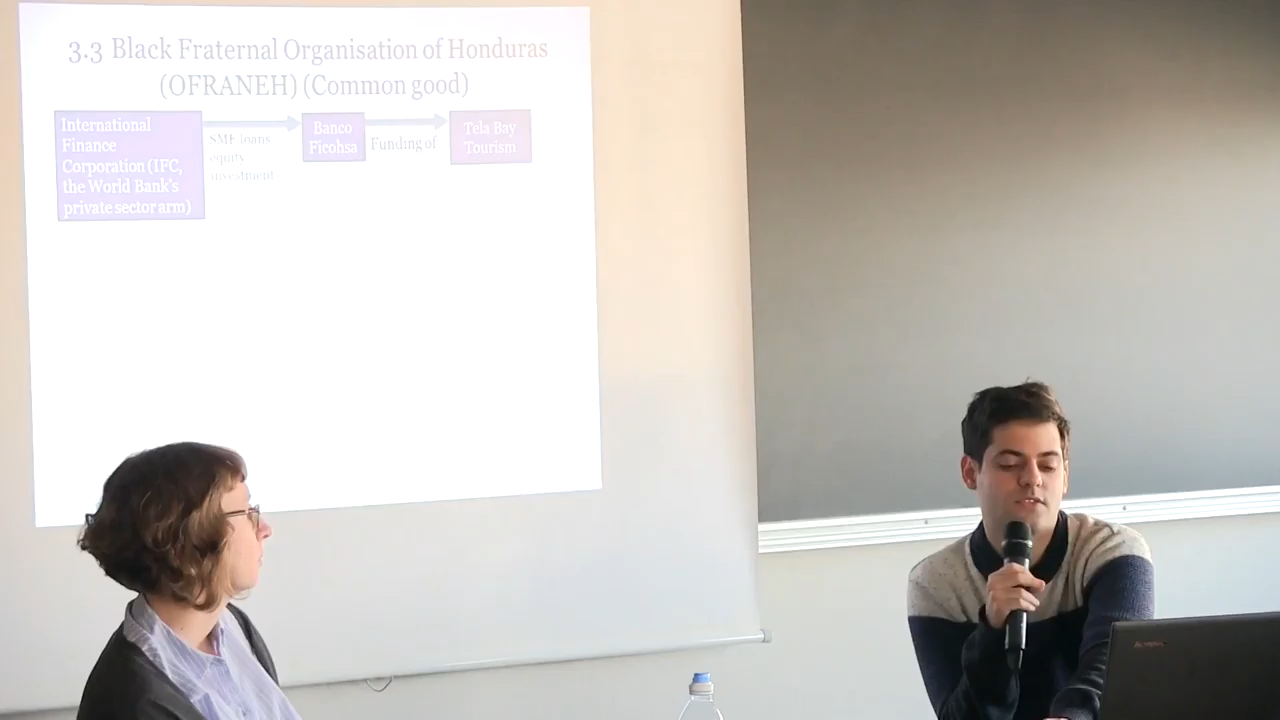 3.3 Black Fraternal Organisation of Honduras
(OFRANEH) (Common good)
International
Finance
Corporation (IFC,
the World Bank's
private sector arm)
SME loans
equity
investment
Banco
Ficohsa
Funding of
Tela Bay
Tourism